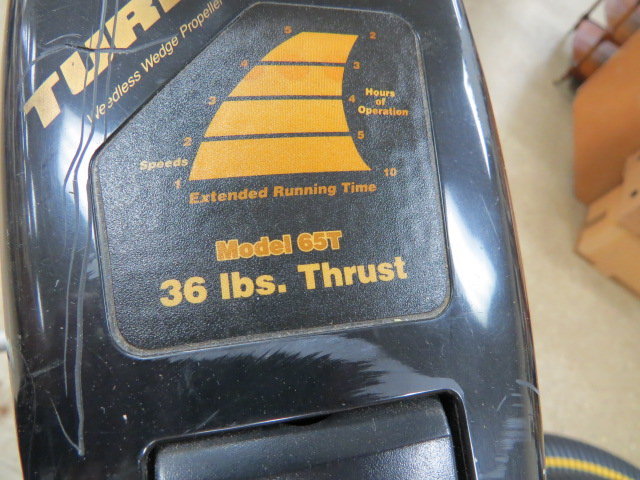 Weedless Wedge Propeller
5 2
4 3
3 4
Hours
of
Operation
2 5
Speeds
1 10
Extended Running Time
Model 65T
36 lbs. Thrust